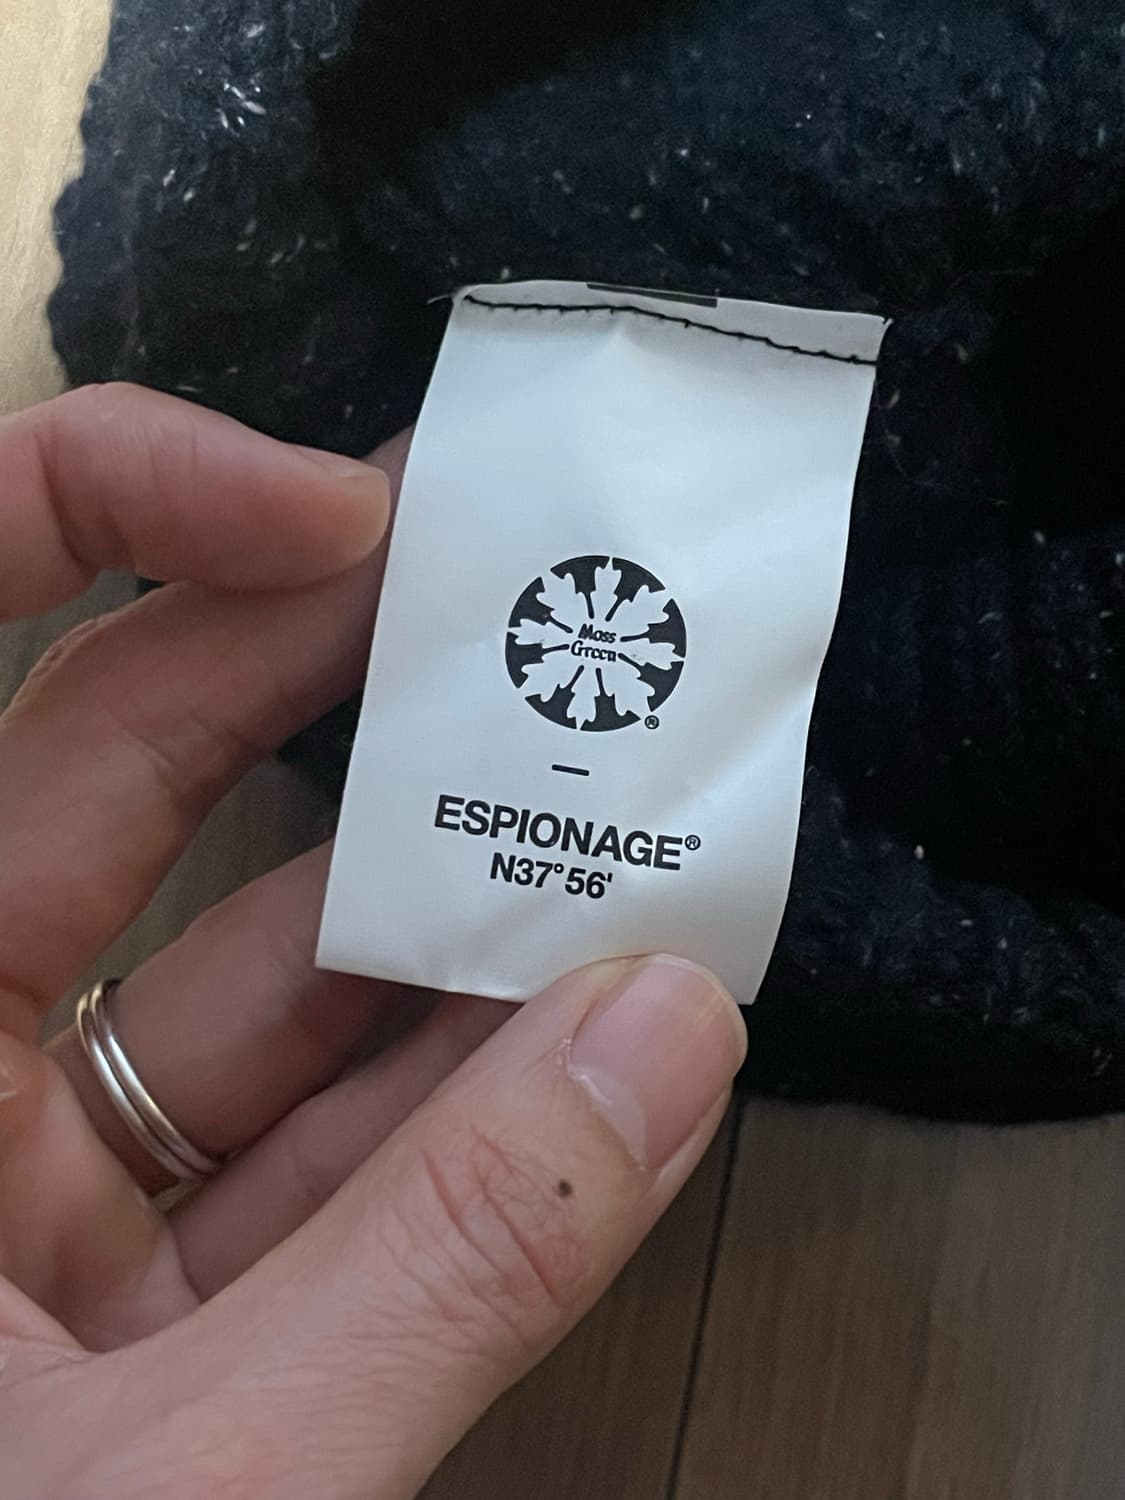 Moss
Green
®
ESPIONAGE®
N37°56'